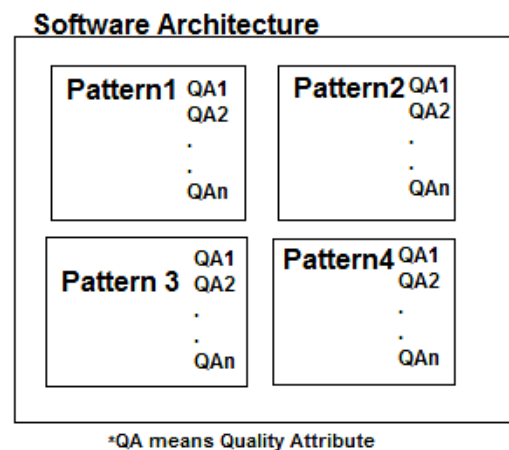 Software Architecture
Pattern1 QA1
QA2
.
.
QAn
Pattern2 QA1
QA2
.
.
QAn
QA1
Pattern 3 QA2
.
.
QAn
Pattern4 QA1
QA2
.
.
QAn
*QA means Quality Attribute